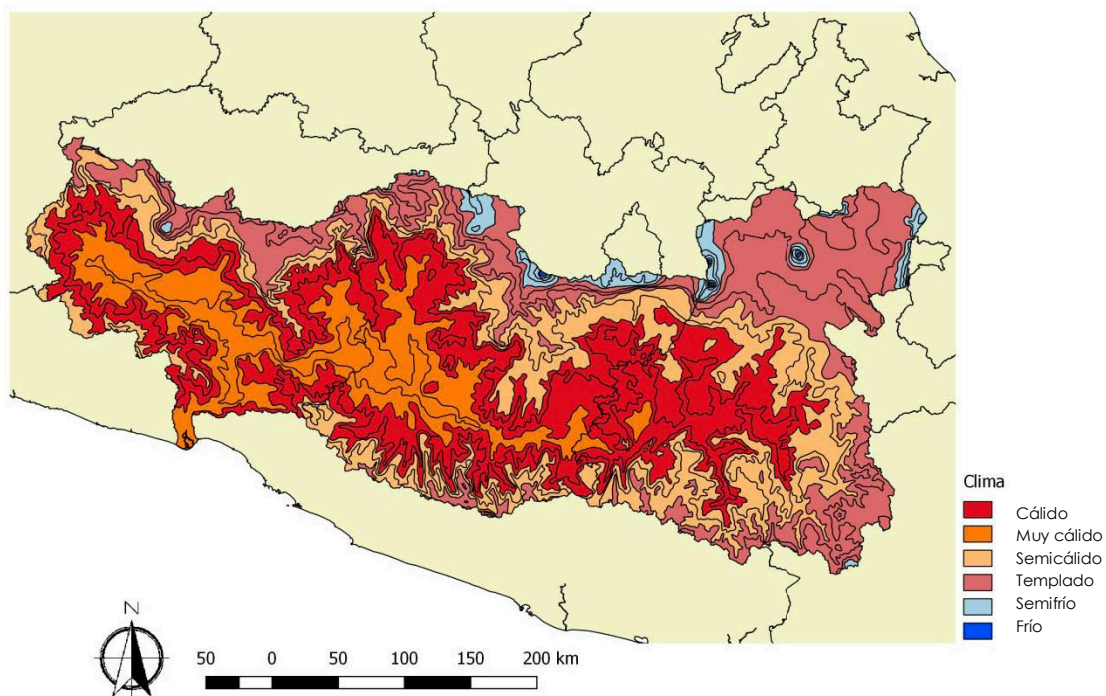 Clima
Cálido
Muy cálido
Semicálido
Templado
Semifrío
Frío
N
50 0 50 100 150 200 km